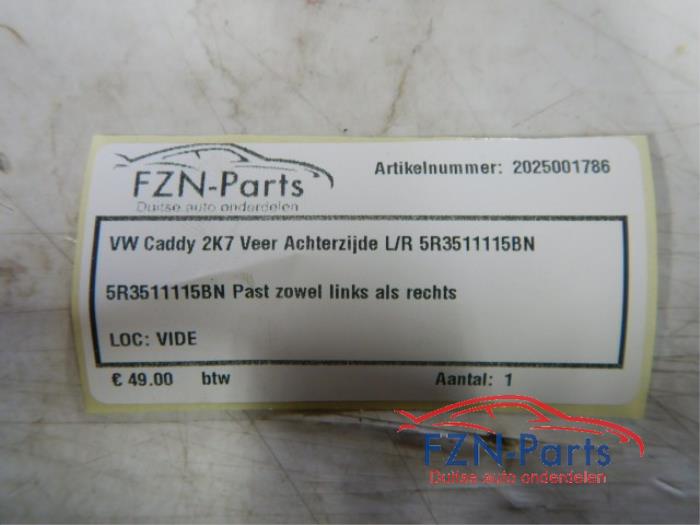 FZN-Parts
Duitse auto onderdelen
Artikelnummer: 2025001786
VW Caddy 2K7 Veer Achterzijde L/R 5R3511115BN
5R3511115BN Past zowel links als rechts
LOC: VIDE
€ 49.00 btw Aantal: 1
FZN-Parts
Duitse auto onderdelen